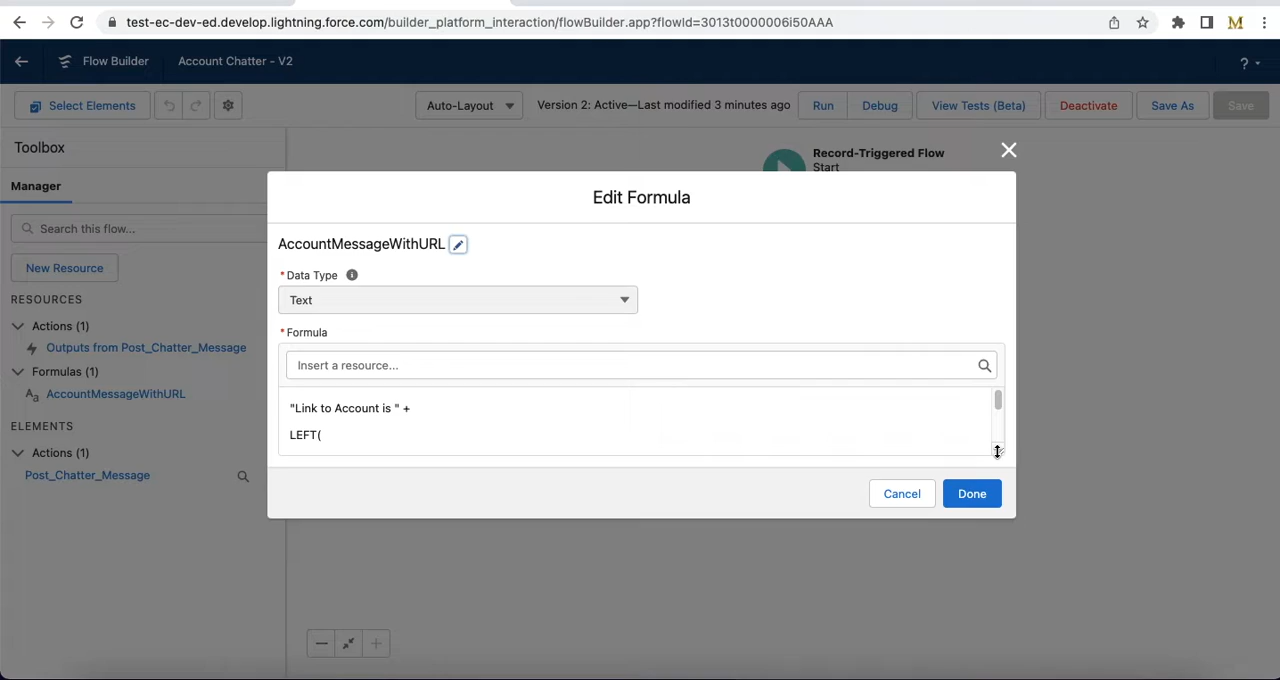 test-ec-dev-ed.develop.lightning.force.com/builder_platform_interaction/flowBuilder.app?flowId=3013t0000006i50AAA
M
Flow Builder
Account Chatter - V2
?
Select Elements
Auto-Layout
Version 2: Active—Last modified 3 minutes ago
Run
Debug
View Tests (Beta)
Deactivate
Save As
Save
Toolbox
Manager
Search this flow...
New Resource
RESOURCES
Actions (1)
Outputs from Post_Chatter_Message
Formulas (1)
Aa AccountMessageWithURL
ELEMENTS
Actions (1)
Post_Chatter_Message
Record-Triggered Flow
Start
Edit Formula
AccountMessageWithURL
* Data Type
Text
* Formula
Insert a resource...
"Link to Account is " +
LEFT(
Cancel
Done